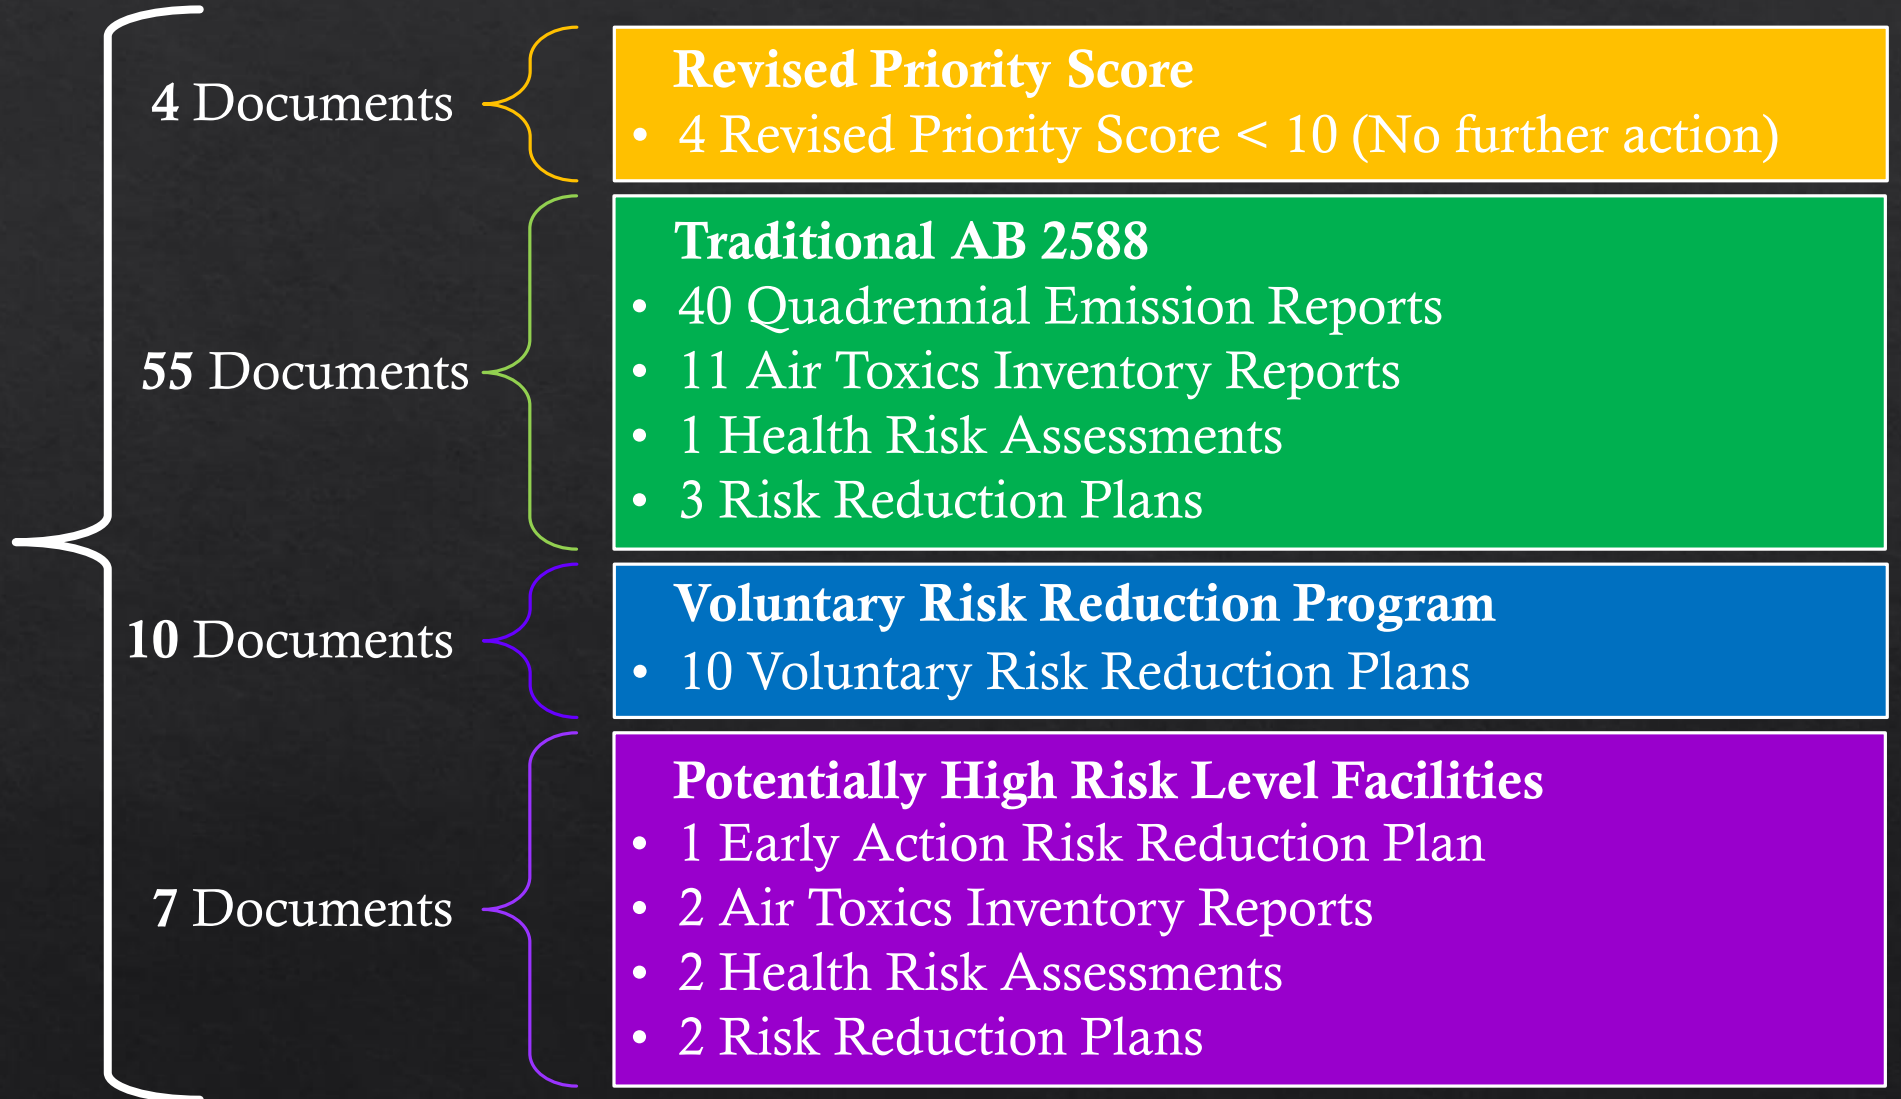 4 Documents
Revised Priority Score
• 4 Revised Priority Score < 10 (No further action)
55 Documents
Traditional AB 2588
• 40 Quadrennial Emission Reports
• 11 Air Toxics Inventory Reports
• 1 Health Risk Assessments
• 3 Risk Reduction Plans
10 Documents
Voluntary Risk Reduction Program
• 10 Voluntary Risk Reduction Plans
7 Documents
Potentially High Risk Level Facilities
• 1 Early Action Risk Reduction Plan
• 2 Air Toxics Inventory Reports
• 2 Health Risk Assessments
• 2 Risk Reduction Plans